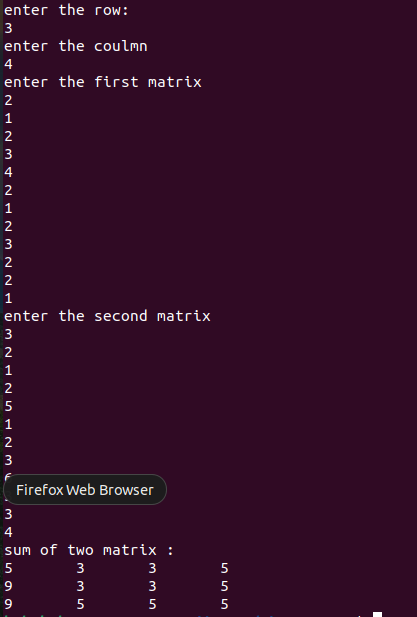 enter the row:
3
enter the coulmn
4
enter the first matrix
2
1
2
3
4
2
1
2
3
2
2
1
enter the second matrix
3
2
1
2
5
1
2
3
Firefox Web Browser
3
4
sum of two matrix :
5 3 3 5
9 3 3 5
9 5 5 5